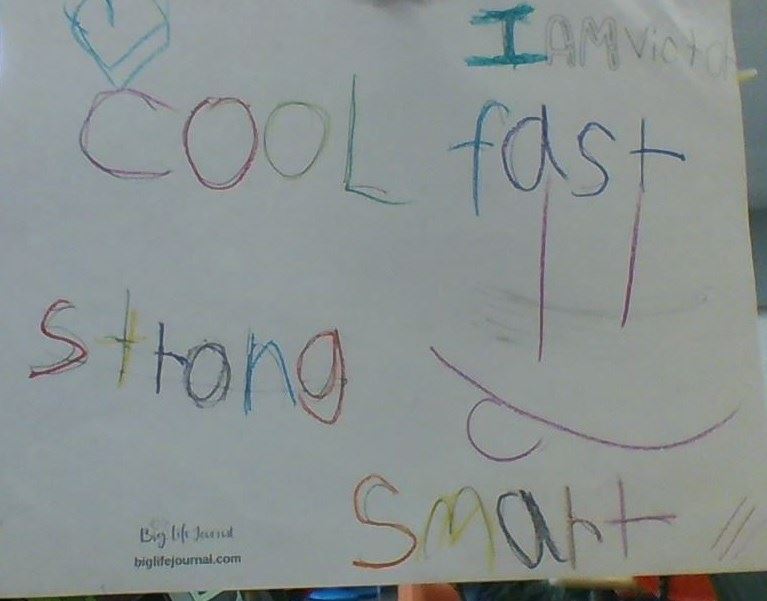 I AM Victor
COOL fast
Strong
Smart
Big Life Journal
biglifejournal.com